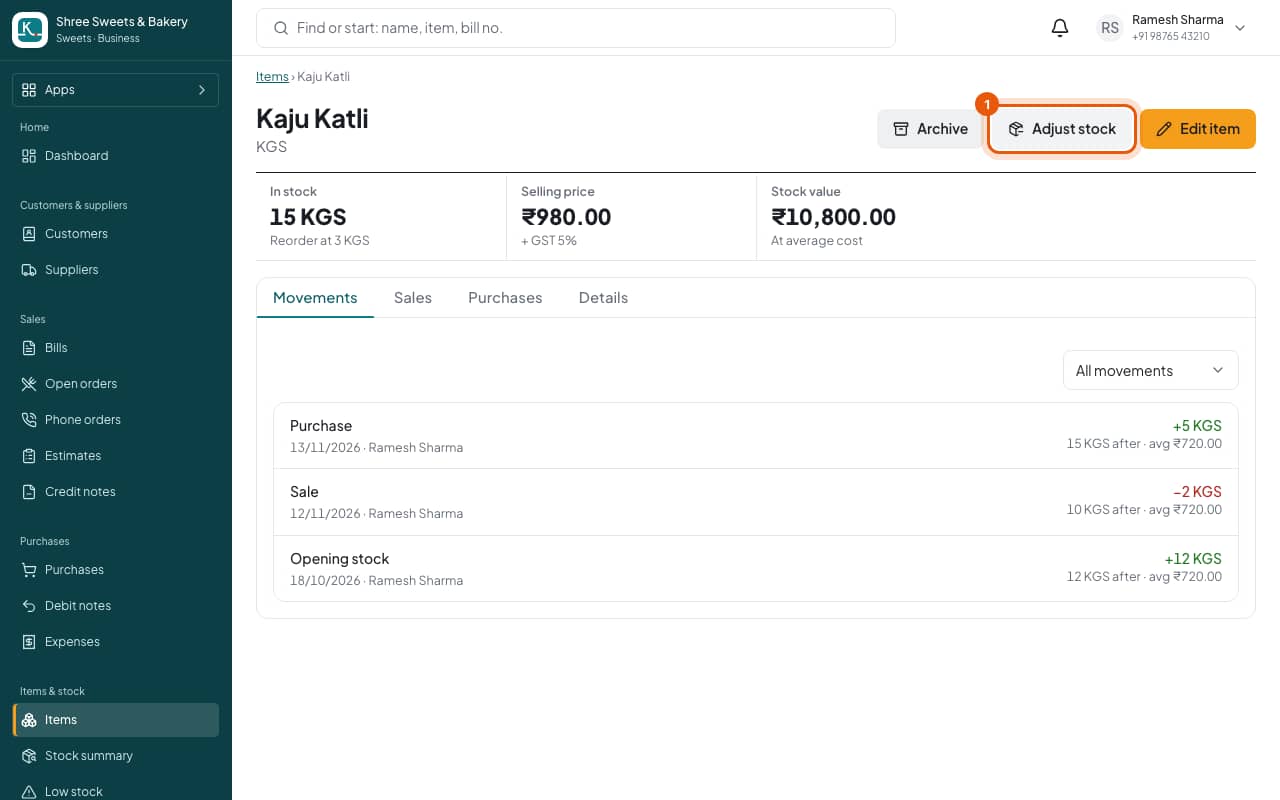 Shree Sweets & Bakery
Sweets · Business
Apps
Home
Dashboard
Customers & suppliers
Customers
Suppliers
Sales
Bills
Open orders
Phone orders
Estimates
Credit notes
Purchases
Purchases
Debit notes
Expenses
Items & stock
Items
Stock summary
Low stock
Find or start: name, item, bill no.
RS
Ramesh Sharma
+91 98765 43210
Items › Kaju Katli
Kaju Katli
KGS
Archive
1
Adjust stock
Edit item
In stock
15 KGS
Reorder at 3 KGS
Selling price
₹980.00
+ GST 5%
Stock value
₹10,800.00
At average cost
Movements Sales Purchases Details
All movements
Purchase +5 KGS
13/11/2026 · Ramesh Sharma 15 KGS after · avg ₹720.00
Sale −2 KGS
12/11/2026 · Ramesh Sharma 10 KGS after · avg ₹720.00
Opening stock +12 KGS
18/10/2026 · Ramesh Sharma 12 KGS after · avg ₹720.00